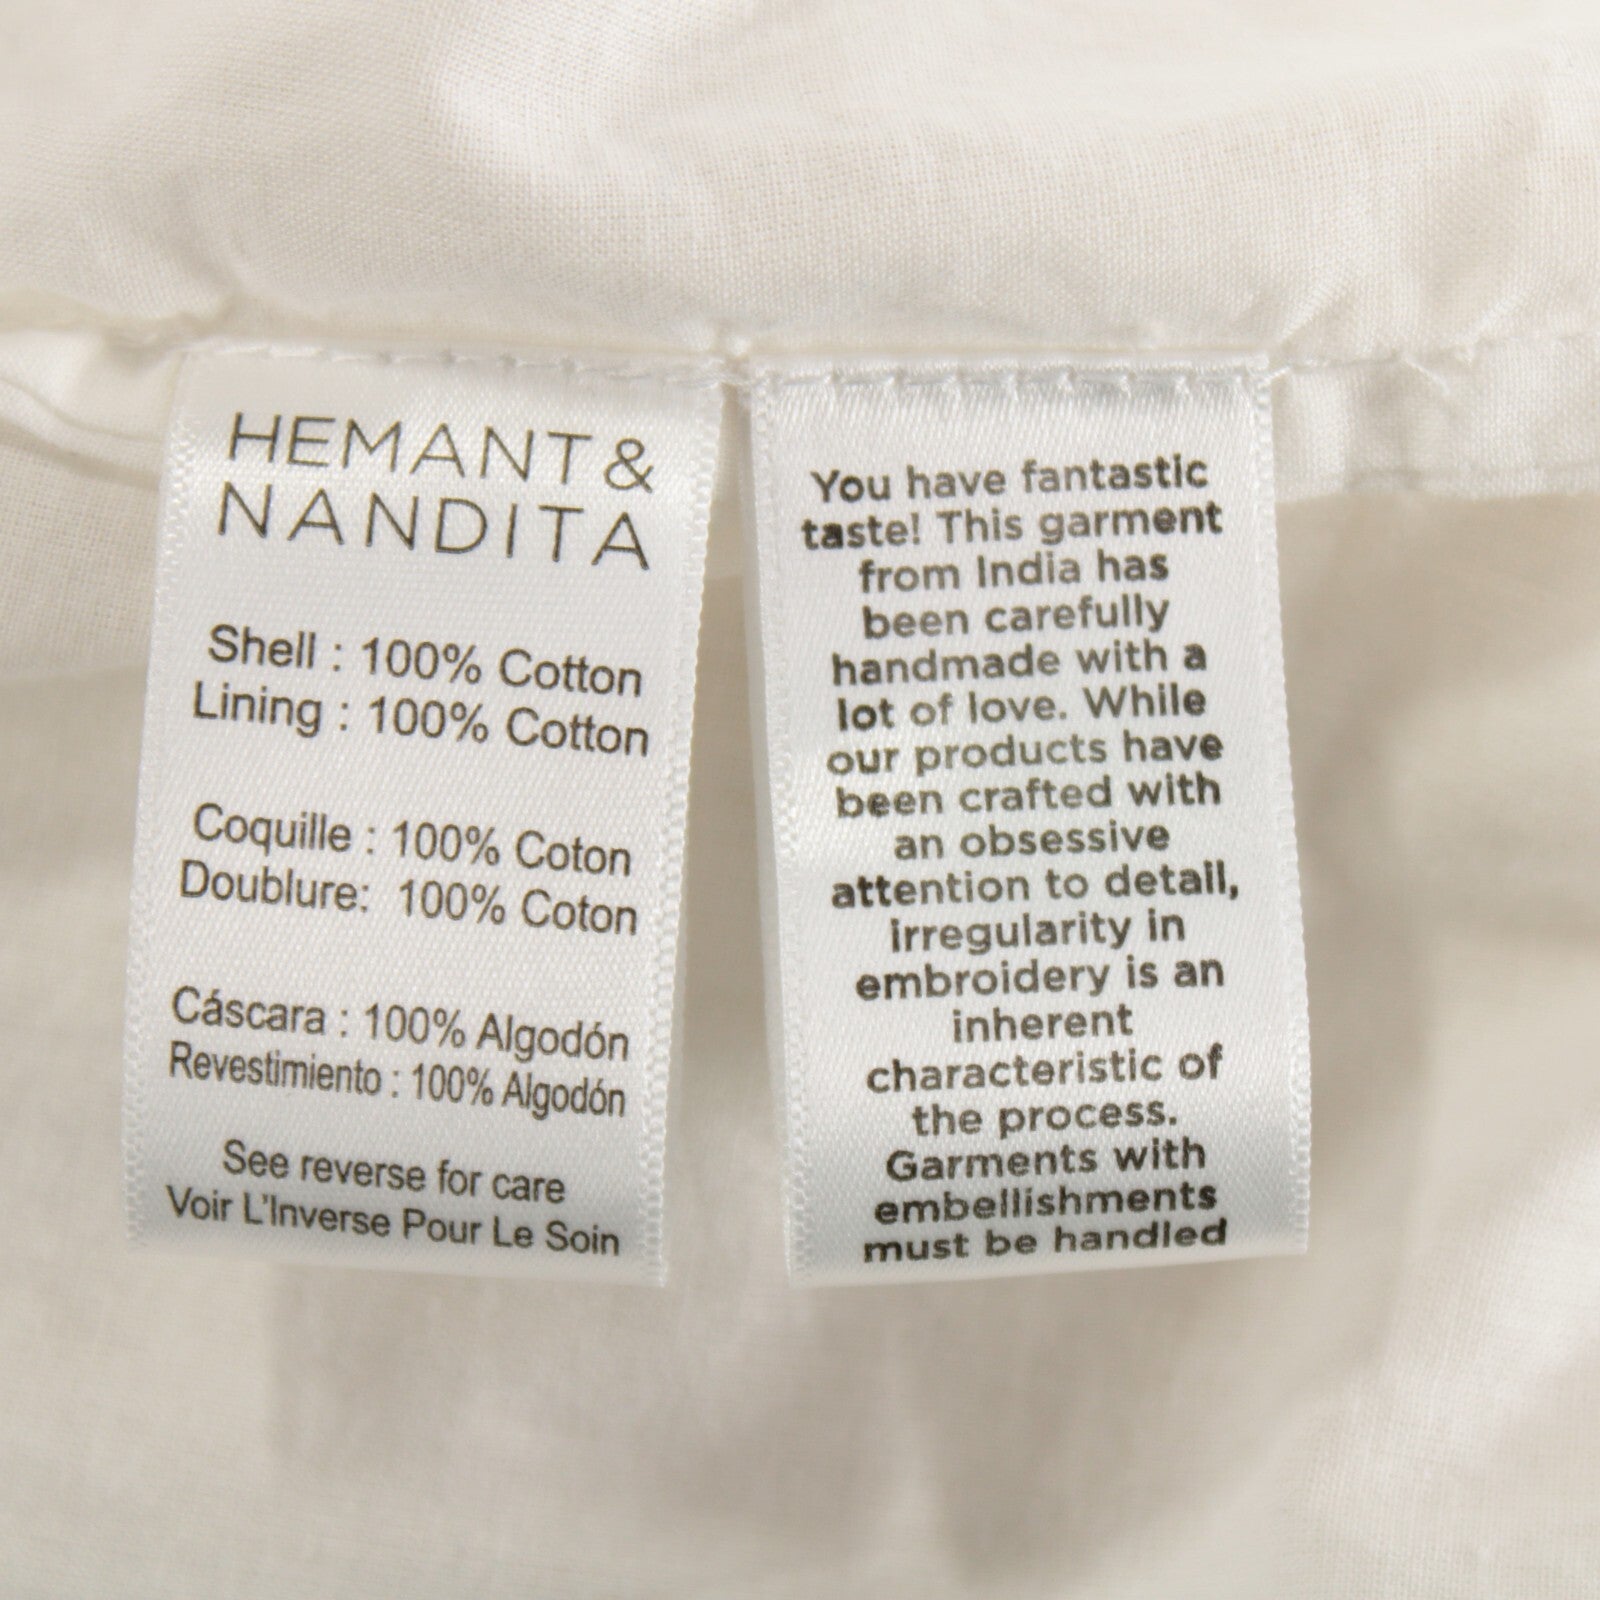 HEMANT &
NANDITA
Shell : 100% Cotton
Lining : 100% Cotton
Coquille : 100% Coton
Doublure: 100% Coton
Cáscara : 100% Algodón
Revestimiento : 100% Algodón
See reverse for care
Voir L'Inverse Pour Le Soin
You have fantastic
taste! This garment
from India has
been carefully
handmade with a
lot of love. While
our products have
been crafted with
an obsessive
attention to detail,
irregularity in
embroidery is an
inherent
characteristic of
the process.
Garments with
embellishments
must be handled